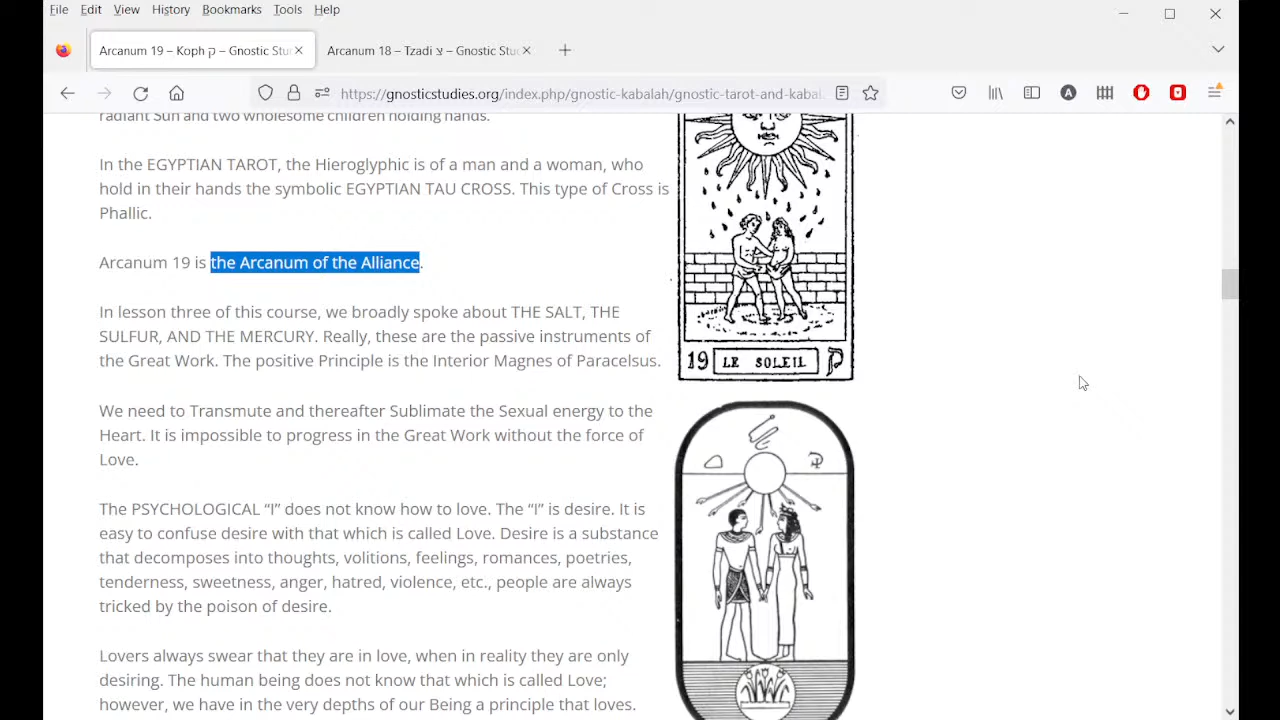 File Edit View History Bookmarks Tools Help
Arcanum 19 – Koph ק – Gnostic Stu
Arcanum 18 – Tzadi צ – Gnostic Stu
https://gnosticstudies.org/index.php/gnostic-kabalah/gnostic-tarot-and-kabal
radiant Sun and two wholesome children holding hands.
In the EGYPTIAN TAROT, the Hieroglyphic is of a man and a woman, who
hold in their hands the symbolic EGYPTIAN TAU CROSS. This type of Cross is
Phallic.
Arcanum 19 is the Arcanum of the Alliance.
In lesson three of this course, we broadly spoke about THE SALT, THE
SULFUR, AND THE MERCURY. Really, these are the passive instruments of
the Great Work. The positive Principle is the Interior Magnes of Paracelsus.
We need to Transmute and thereafter Sublimate the Sexual energy to the
Heart. It is impossible to progress in the Great Work without the force of
Love.
The PSYCHOLOGICAL “I” does not know how to love. The “I” is desire. It is
easy to confuse desire with that which is called Love. Desire is a substance
that decomposes into thoughts, volitions, feelings, romances, poetries,
tenderness, sweetness, anger, hatred, violence, etc., people are always
tricked by the poison of desire.
Lovers always swear that they are in love, when in reality they are only
desiring. The human being does not know that which is called Love;
however, we have in the very depths of our Being a principle that loves.
19 LE SOLEIL ק